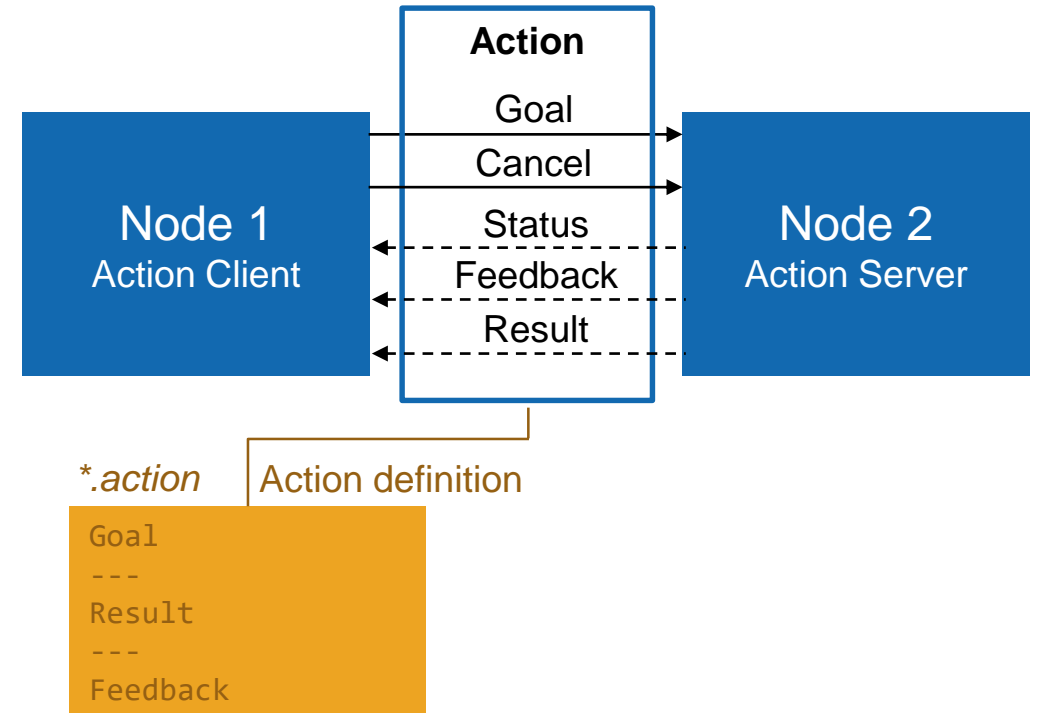 Action
Goal
Cancel
Status
Feedback
Result
Node 1
Action Client
Node 2
Action Server
*.action
Action definition
Goal
---
Result
---
Feedback